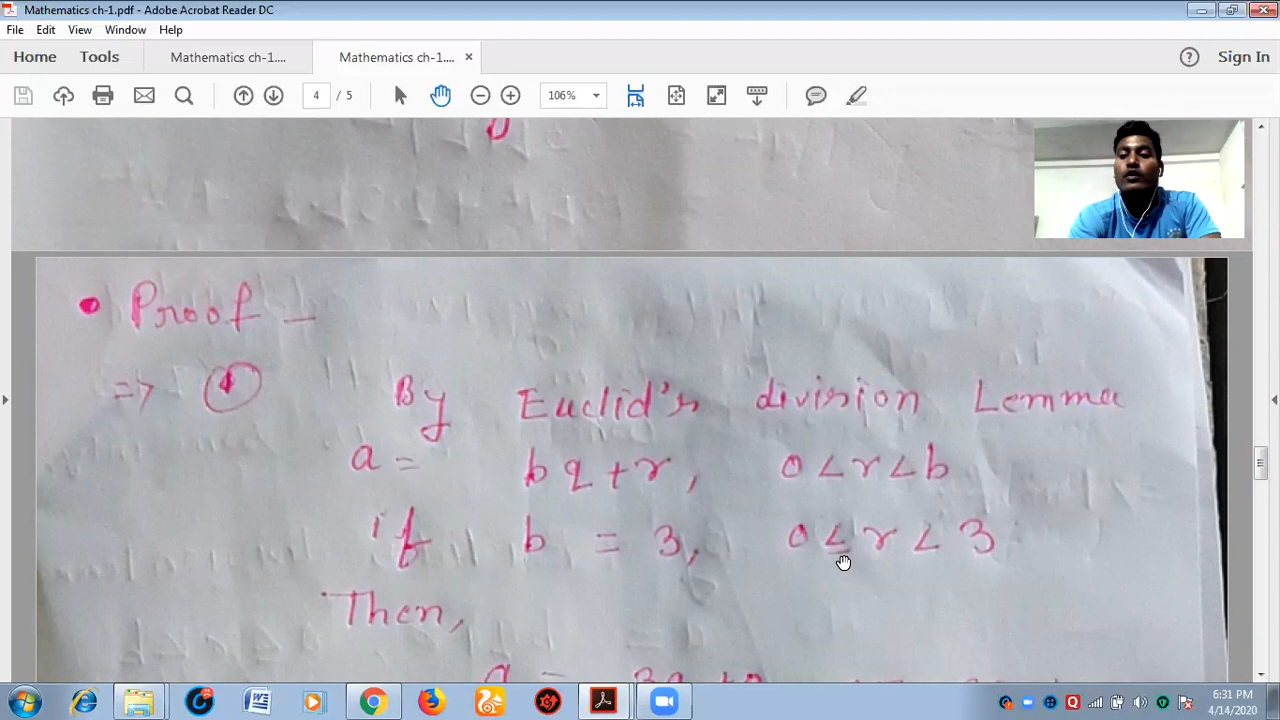 Mathematics ch-1.pdf - Adobe Acrobat Reader DC
File Edit View Window Help
Home Tools Mathematics ch-1.... Mathematics ch-1.... × Sign In
4 / 5 106%
Proof -
=> 1 By Euclid's division Lemma
a = bq + r, 0 < r < b
if b = 3, 0 ≤ r < 3
Then,
6:31 PM
4/14/2020